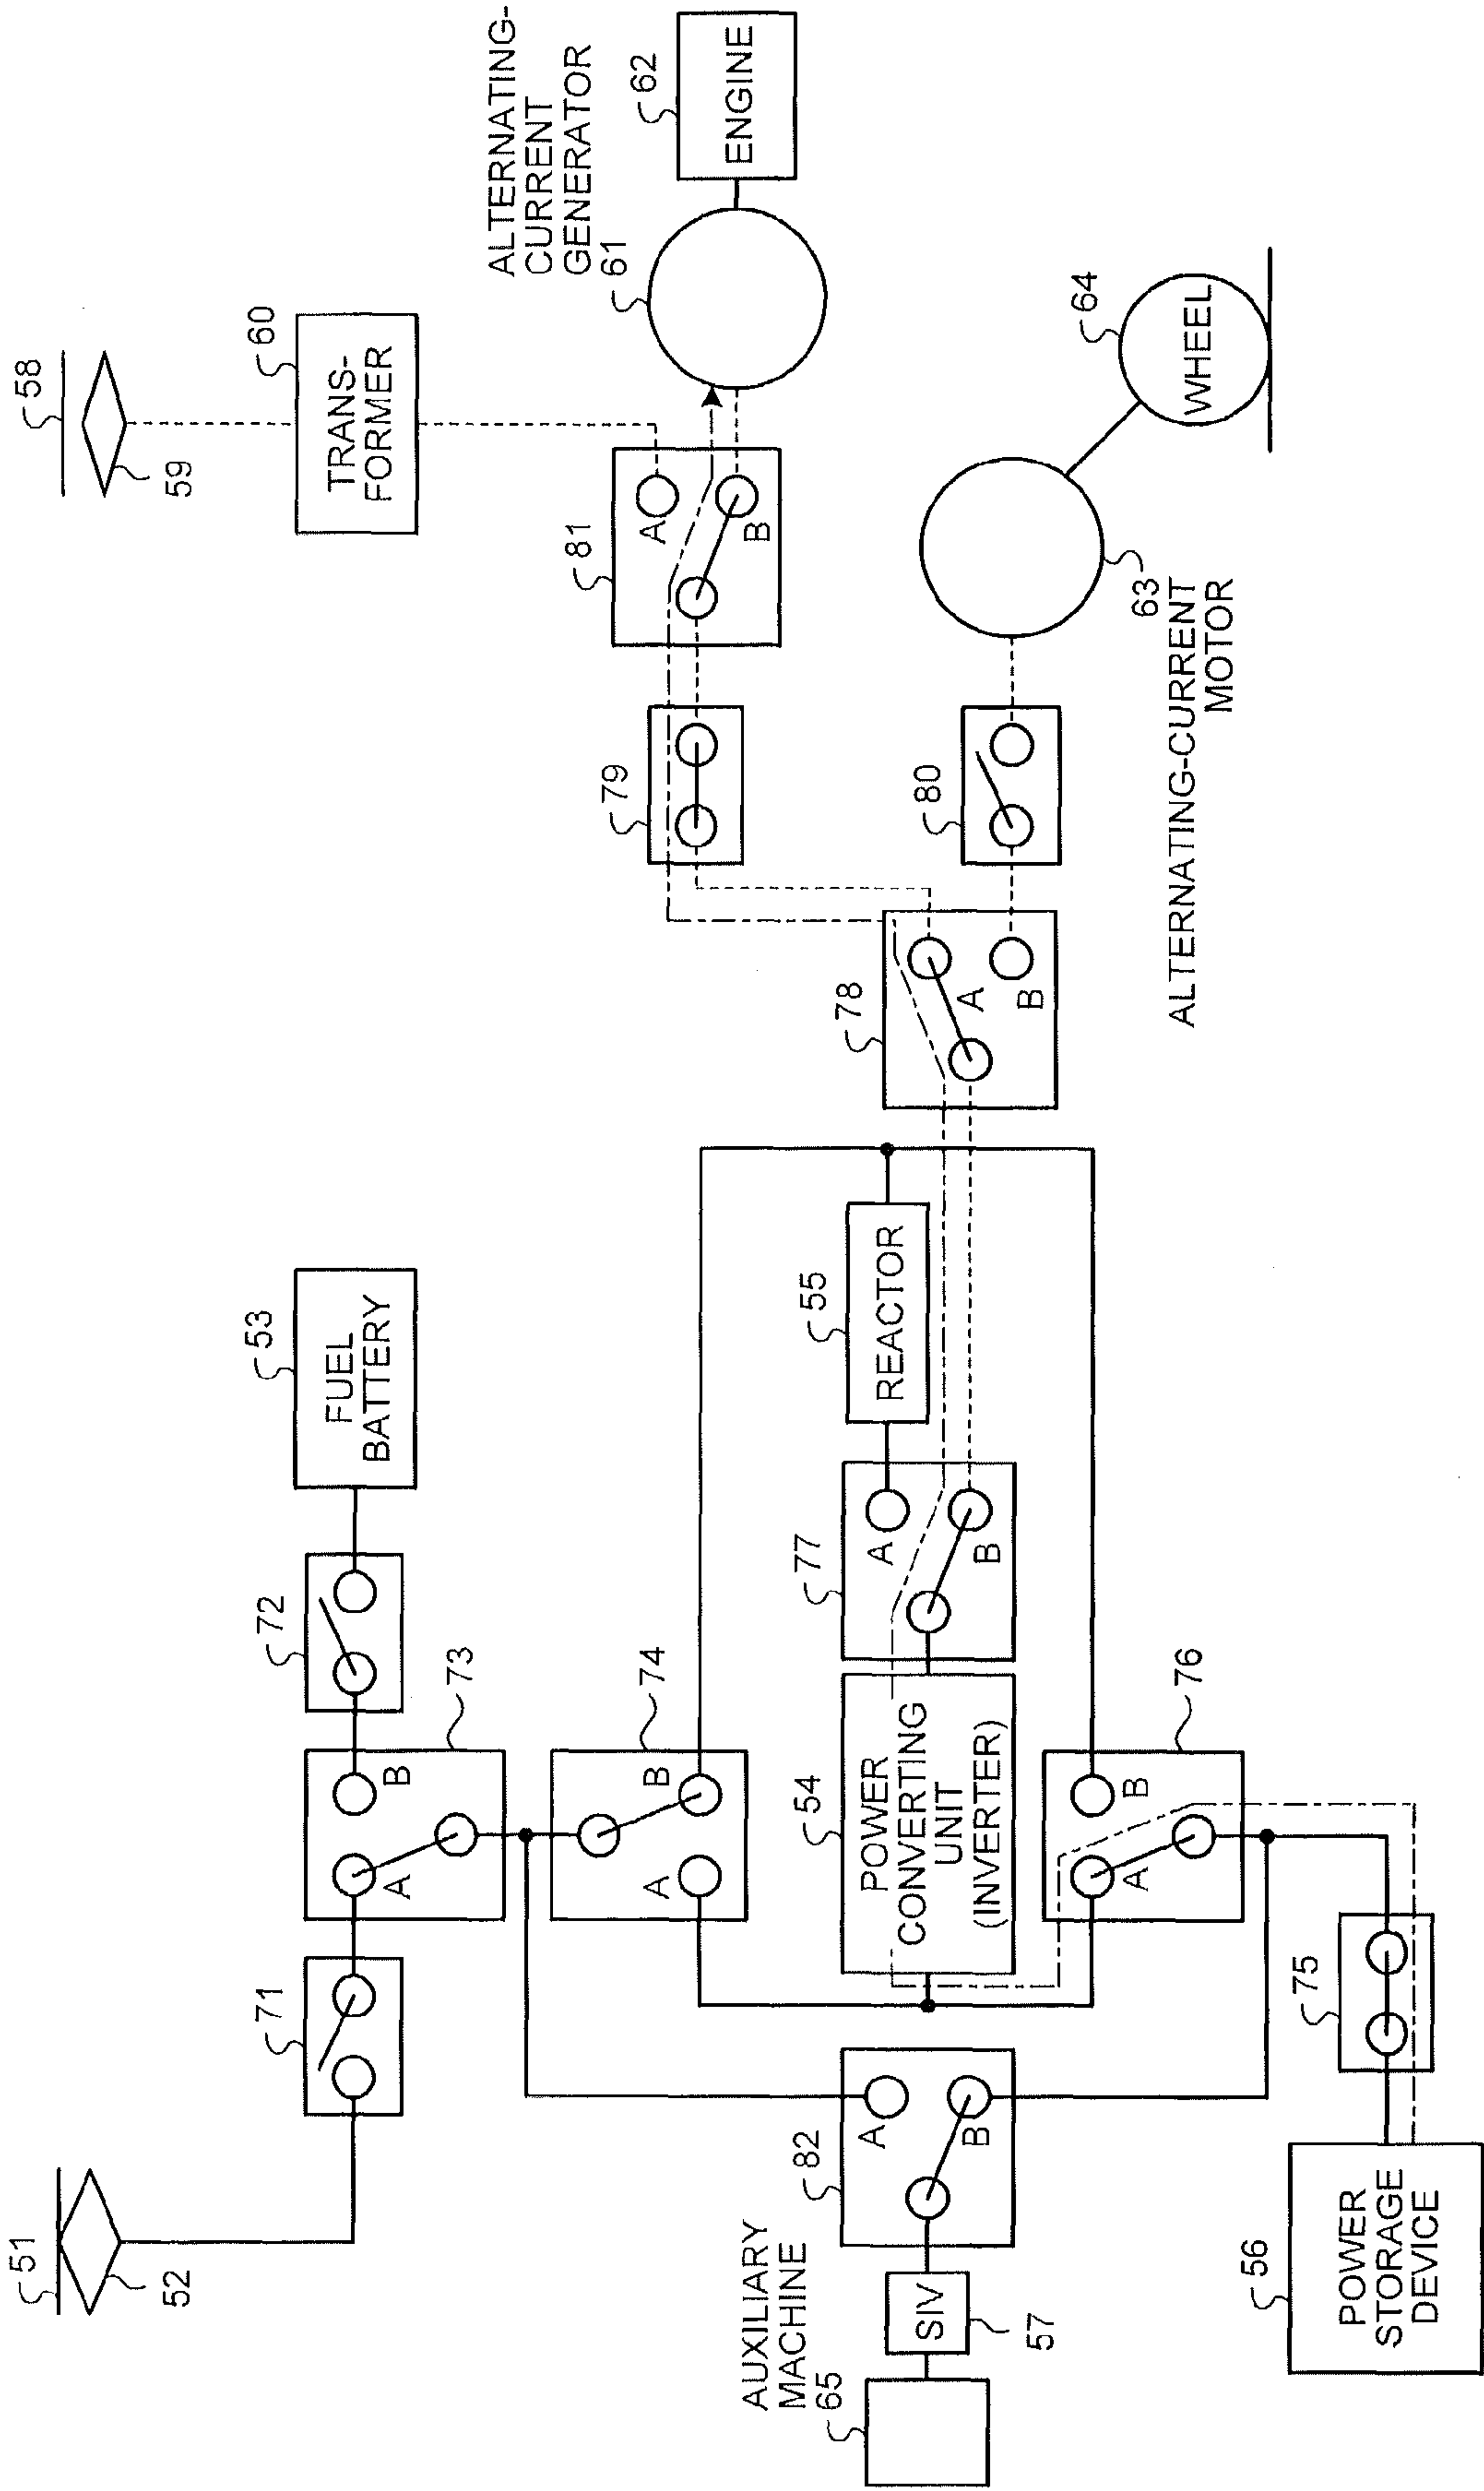 51
52
71
A
B
73
72
53
FUEL
BATTERY
58
59
60
TRANS-
FORMER
ALTERNATING-
CURRENT
GENERATOR
61
62
ENGINE
81
A
B
79
80
63
ALTERNATING-CURRENT
MOTOR
64
WHEEL
78
A
B
74
A
B
55
REACTOR
77
A
B
54
POWER
CONVERTING
UNIT
(INVERTER)
76
A
B
AUXILIARY
MACHINE
65
SIV
57
82
A
B
75
56
POWER
STORAGE
DEVICE